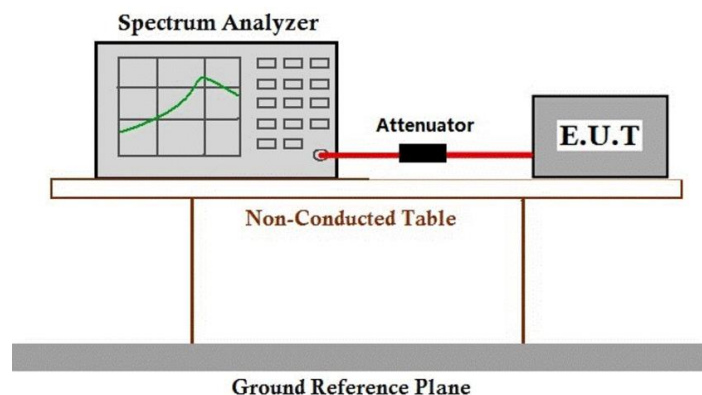 Spectrum Analyzer
Attenuator
E.U.T
Non-Conducted Table
Ground Reference Plane